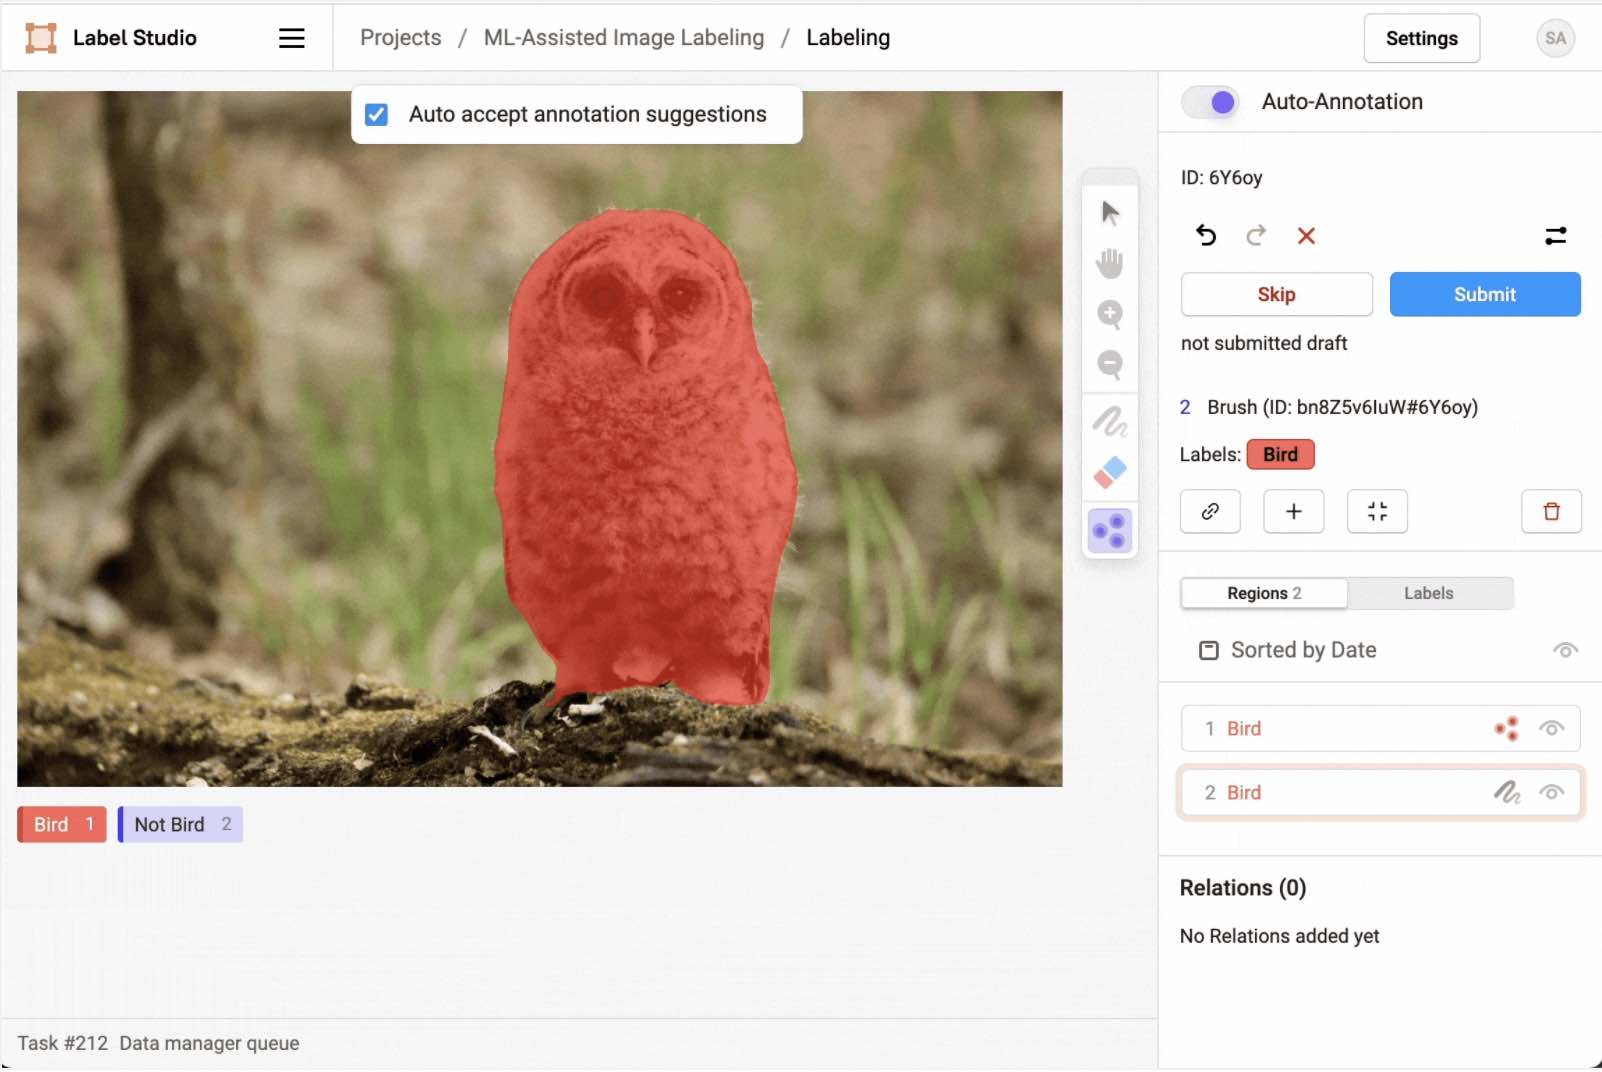 Label Studio
Projects / ML-Assisted Image Labeling / Labeling
Settings
SA
Auto accept annotation suggestions
Auto-Annotation
ID: 6Y6oy
Skip
Submit
not submitted draft
2 Brush (ID: bn8Z5v6IuW#6Y6oy)
Labels: Bird
Regions 2
Labels
Sorted by Date
1 Bird
2 Bird
Relations (0)
No Relations added yet
Bird 1
Not Bird 2
Task #212 Data manager queue